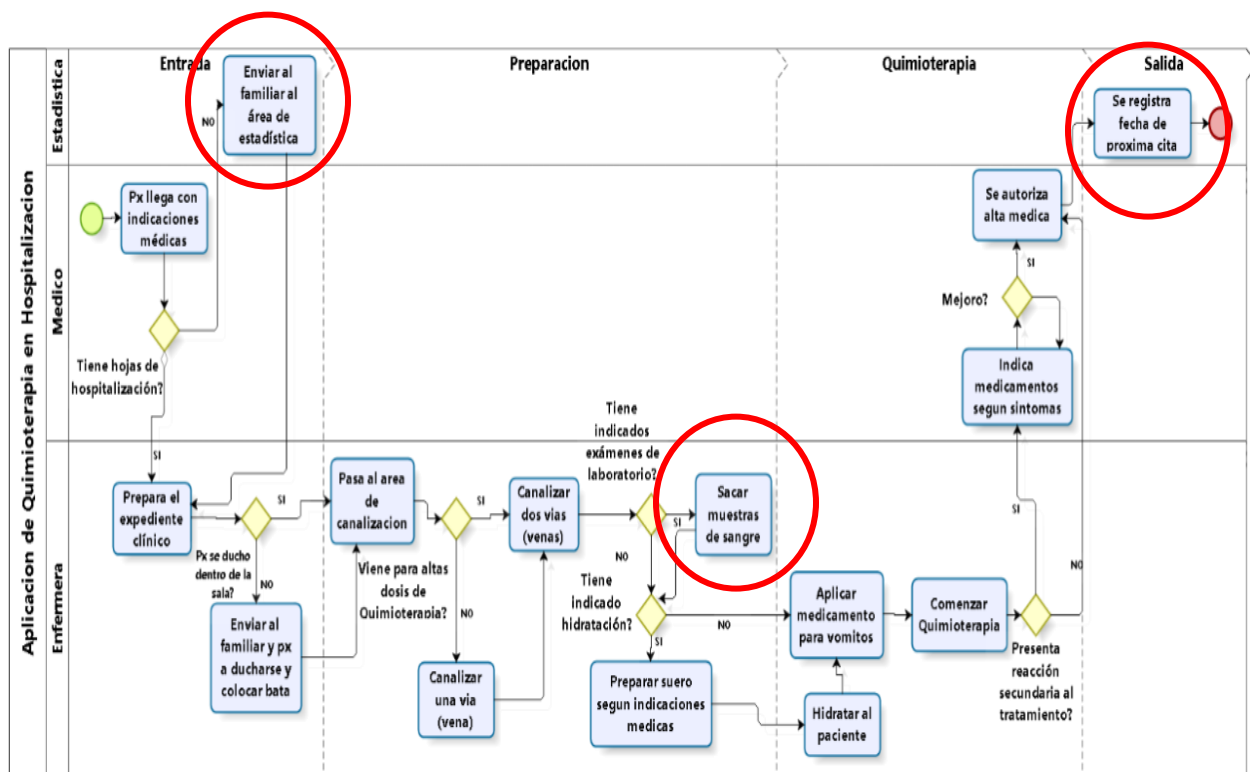 Aplicacion de Quimioterapia en Hospitalizacion
Entrada
Preparacion
Quimioterapia
Salida
Estadística
Enviar al
familiar al
área de
estadística
NO
Se registra
fecha de
proxima cita
Medico
Px llega con
indicaciones
médicas
Tiene hojas de
hospitalización?
SI
Se autoriza
alta medica
SI
Mejoro?
Indica
medicamentos
segun sintomas
Enfermera
Prepara el
expediente
clínico
SI
Px se ducho
dentro de la
sala?
NO
Enviar al
familiar y px
a ducharse y
colocar bata
Pasa al area
de
canalizacion
SI
Viene para altas
dosis de
Quimioterapia?
NO
Canalizar
una via
(vena)
Canalizar
dos vias
(venas)
Tiene
indicados
exámenes de
laboratorio?
SI
Sacar
muestras
de sangre
NO
Tiene
indicado
hidratación?
NO
SI
Preparar suero
segun indicaciones
medicas
Hidratar al
paciente
Aplicar
medicamento
para vomitos
Comenzar
Quimioterapia
SI
NO
Presenta
reacción
secundaria al
tratamiento?